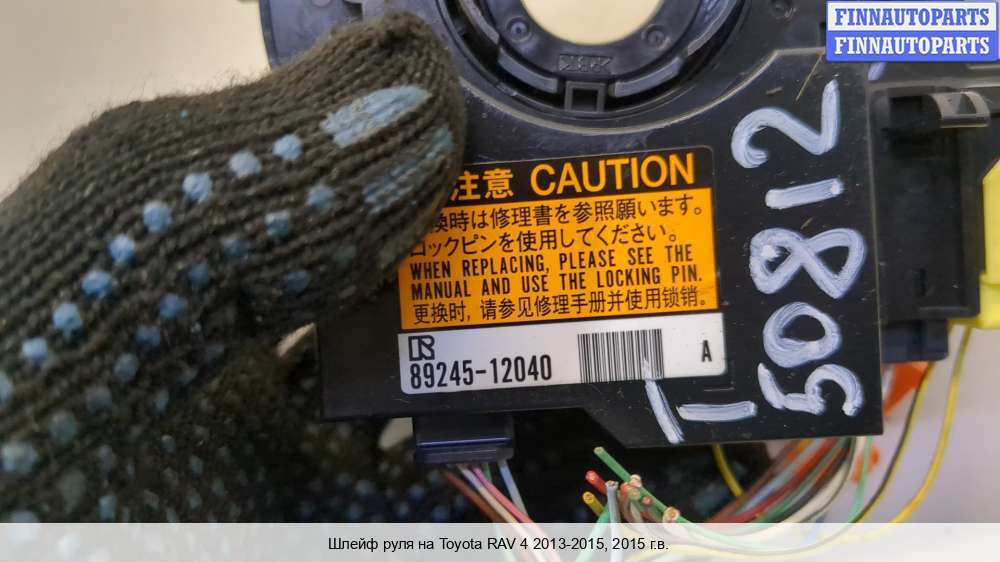 FINNAUTOPARTS
FINNAUTOPARTS
注意 CAUTION
換時は修理書を参照願います。
ロックピンを使用してください。
WHEN REPLACING, PLEASE SEE THE
MANUAL AND USE THE LOCKING PIN.
更换时, 请参见修理手册并使用锁销。
89245-12040
A
50812
Шлейф руля на Toyota RAV 4 2013-2015, 2015 г.в.